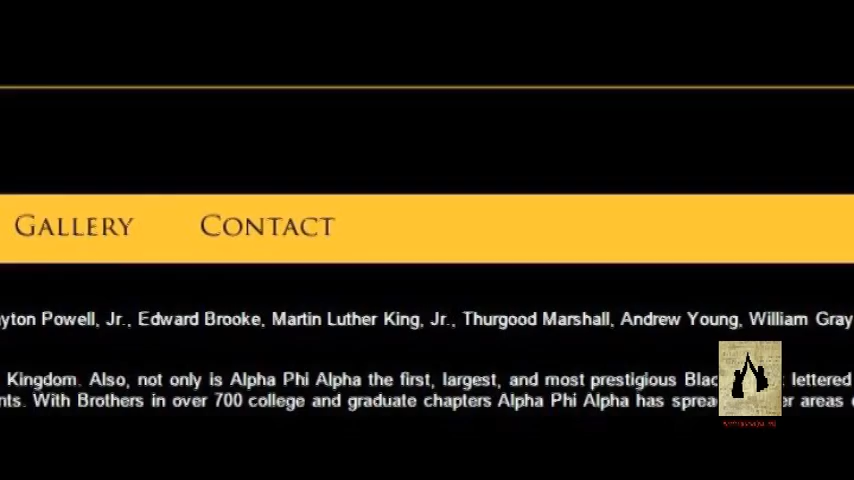 GALLERY CONTACT
yton Powell, Jr., Edward Brooke, Martin Luther King, Jr., Thurgood Marshall, Andrew Young, William Gray
Kingdom. Also, not only is Alpha Phi Alpha the first, largest, and most prestigious Blac lettered
nts. With Brothers in over 700 college and graduate chapters Alpha Phi Alpha has sprea er areas